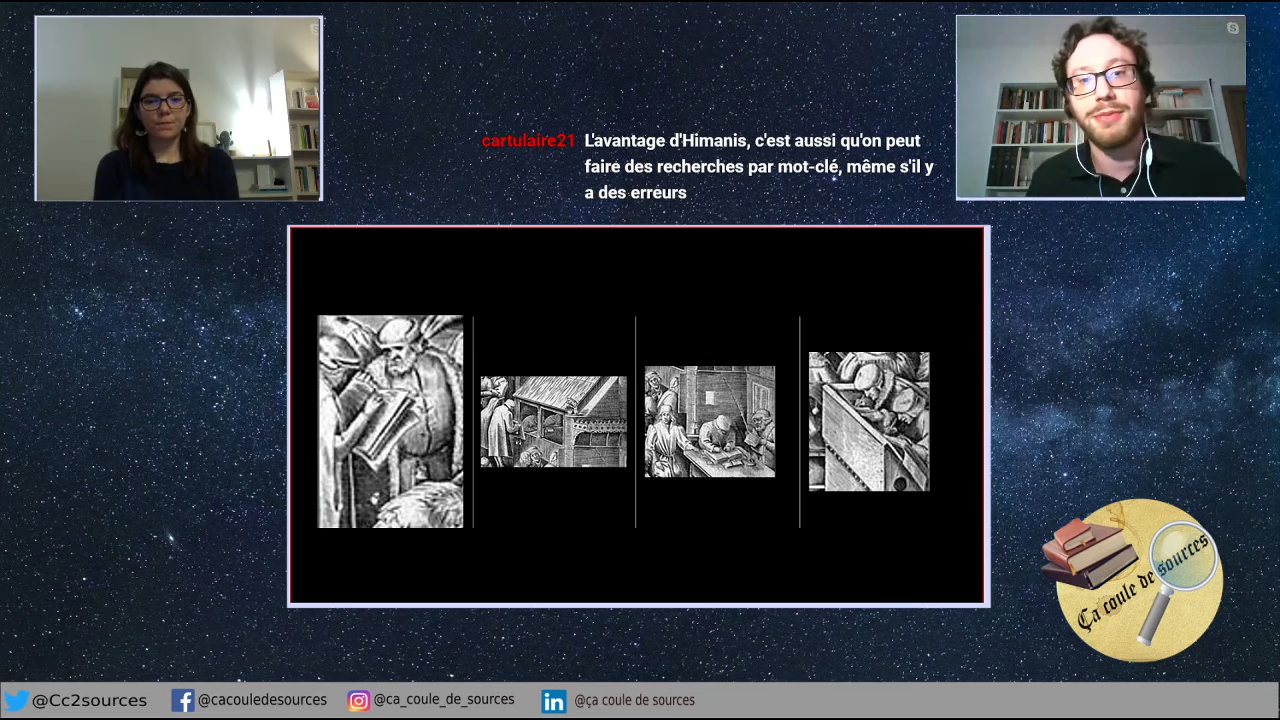 cartulaire21 L'avantage d'Himanis, c'est aussi qu'on peut
faire des recherches par mot-clé, même s'il y
a des erreurs
Ça coule de sources
@Cc2sources @cacouledesources @ca_coule_de_sources @ça coule de sources